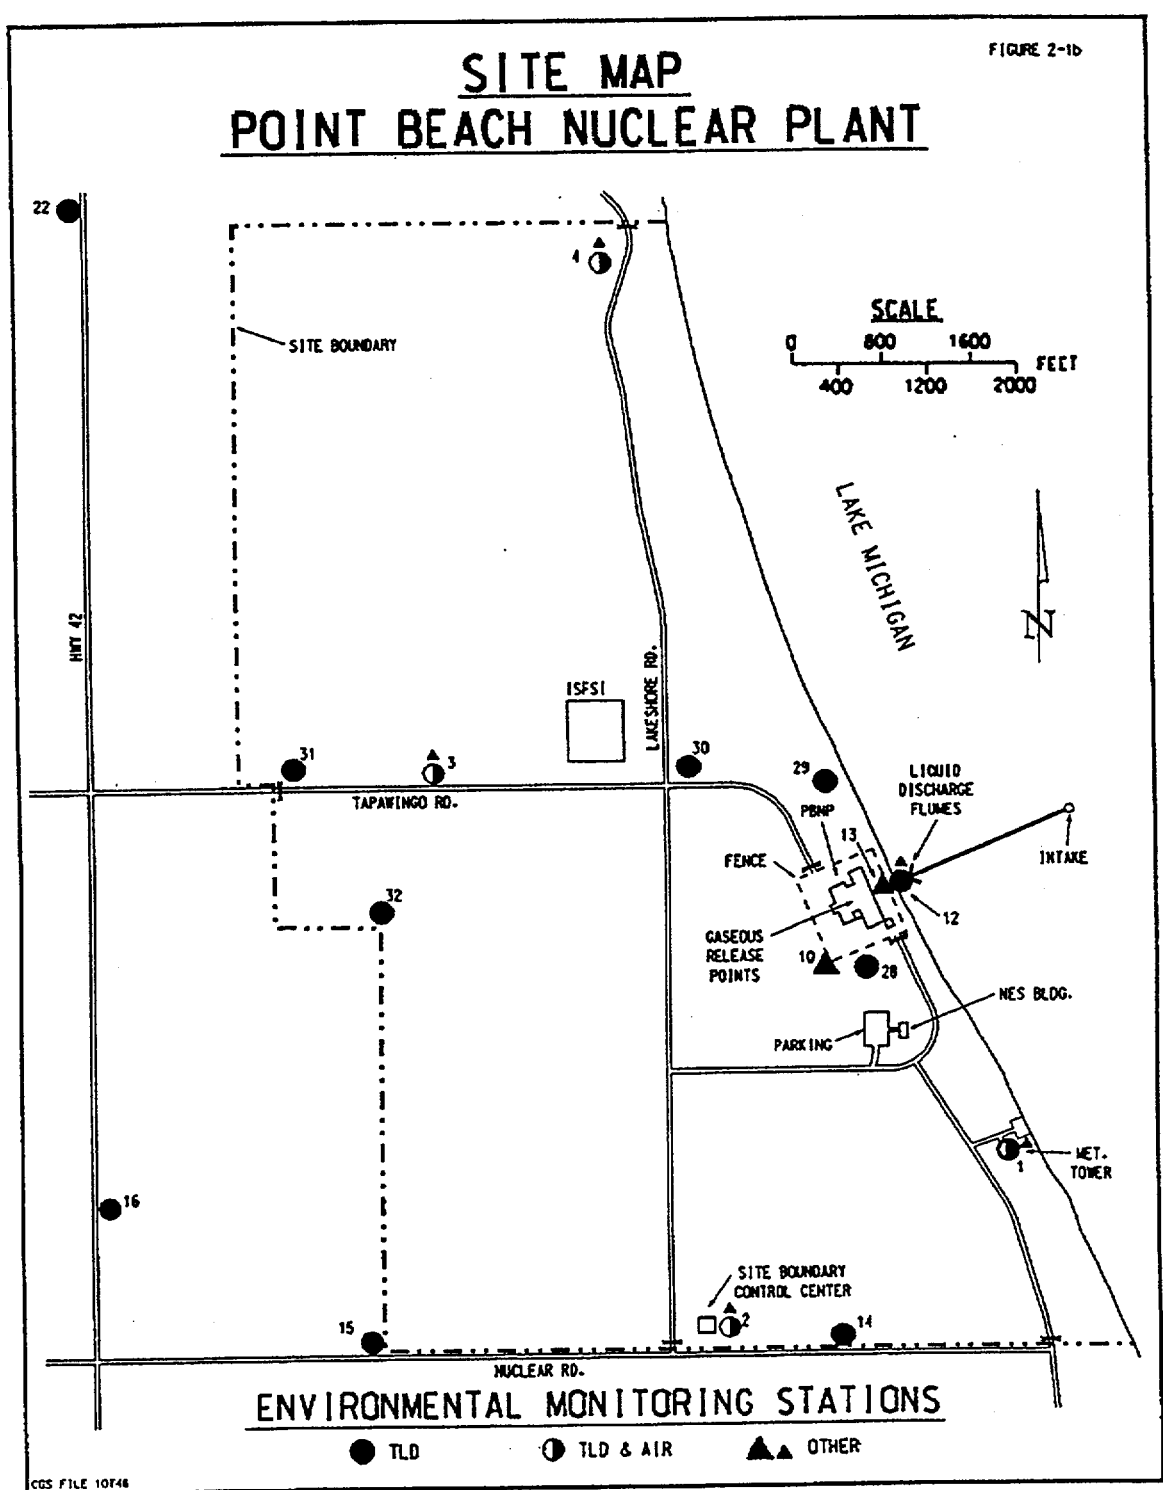 FIGURE 2-1b
SITE MAP
POINT BEACH NUCLEAR PLANT
22
4
SITE BOUNDARY
SCALE
0 800 1600
FEET
400 1200 2000
LAKE MICHIGAN
N
HWY 42
LAKESHORE RD.
ISFSI
31
3
30
29
TAPAWINGO RD.
LIQUID
DISCHARGE
FLUMES
PBNP
13
FENCE
INTAKE
32
12
GASEOUS
RELEASE
POINTS
10
28
NES BLDG.
PARKING
1
MET.
TOWER
16
SITE BOUNDARY
CONTROL CENTER
15
2
14
NUCLEAR RD.
ENVIRONMENTAL MONITORING STATIONS
TLD
TLD & AIR
OTHER
CGS FILE 10T46